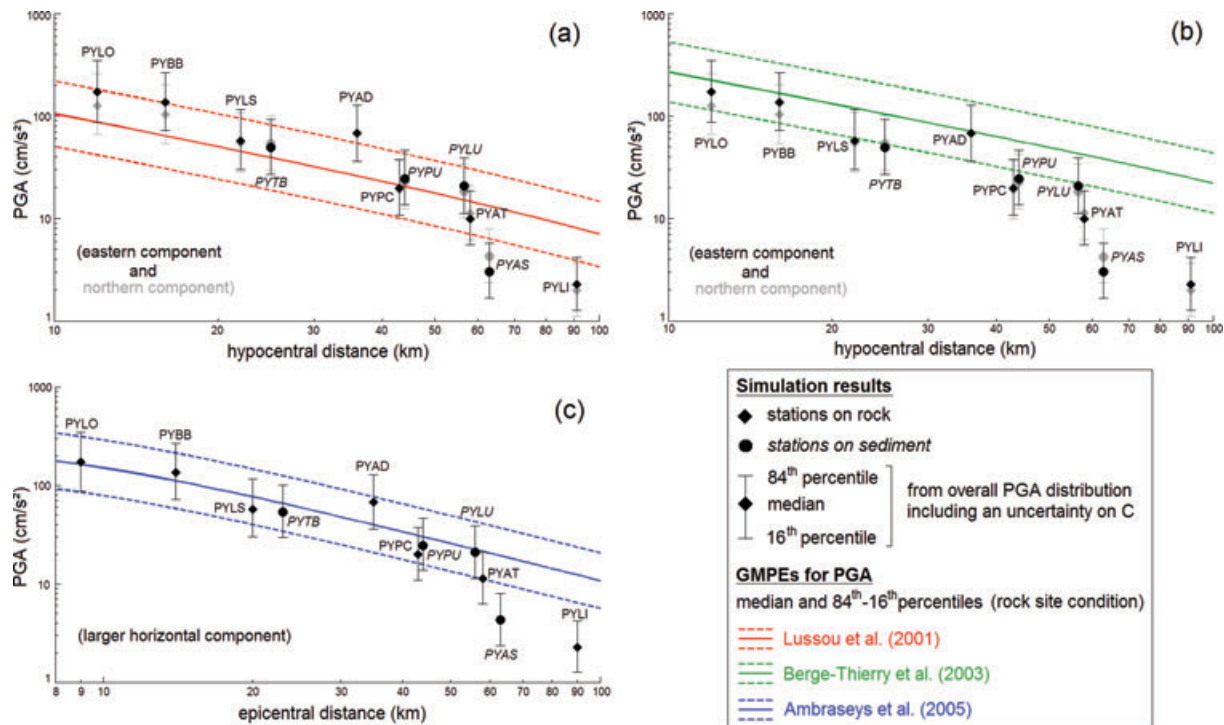 (a)
1000
100
10
1
PGA (cm/s²)
PYLO
PYBB
PYLS
PYTB
PYAD
PYPC
PYPU
PYLU
PYAT
PYAS
PYLI
(eastern component
and
northern component)
10 20 30 40 50 60 70 80 90 100
hypocentral distance (km)
(b)
1000
100
10
1
PGA (cm/s²)
PYLO
PYBB
PYLS
PYTB
PYAD
PYPC
PYPU
PYLU
PYAT
PYAS
PYLI
(eastern component
and
northern component)
10 20 30 40 50 60 70 80 90 100
hypocentral distance (km)
(c)
1000
100
10
1
PGA (cm/s²)
PYLO
PYBB
PYLS
PYTB
PYAD
PYPC
PYPU
PYLU
PYAT
PYAS
PYLI
(larger horizontal component)
8 9 10 20 30 40 50 60 70 80 100
epicentral distance (km)
Simulation results
stations on rock
stations on sediment
84th percentile
median
16th percentile
from overall PGA distribution
including an uncertainty on C
GMPEs for PGA
median and 84th-16th percentiles (rock site condition)
Lussou et al. (2001)
Berge-Thierry et al. (2003)
Ambraseys et al. (2005)